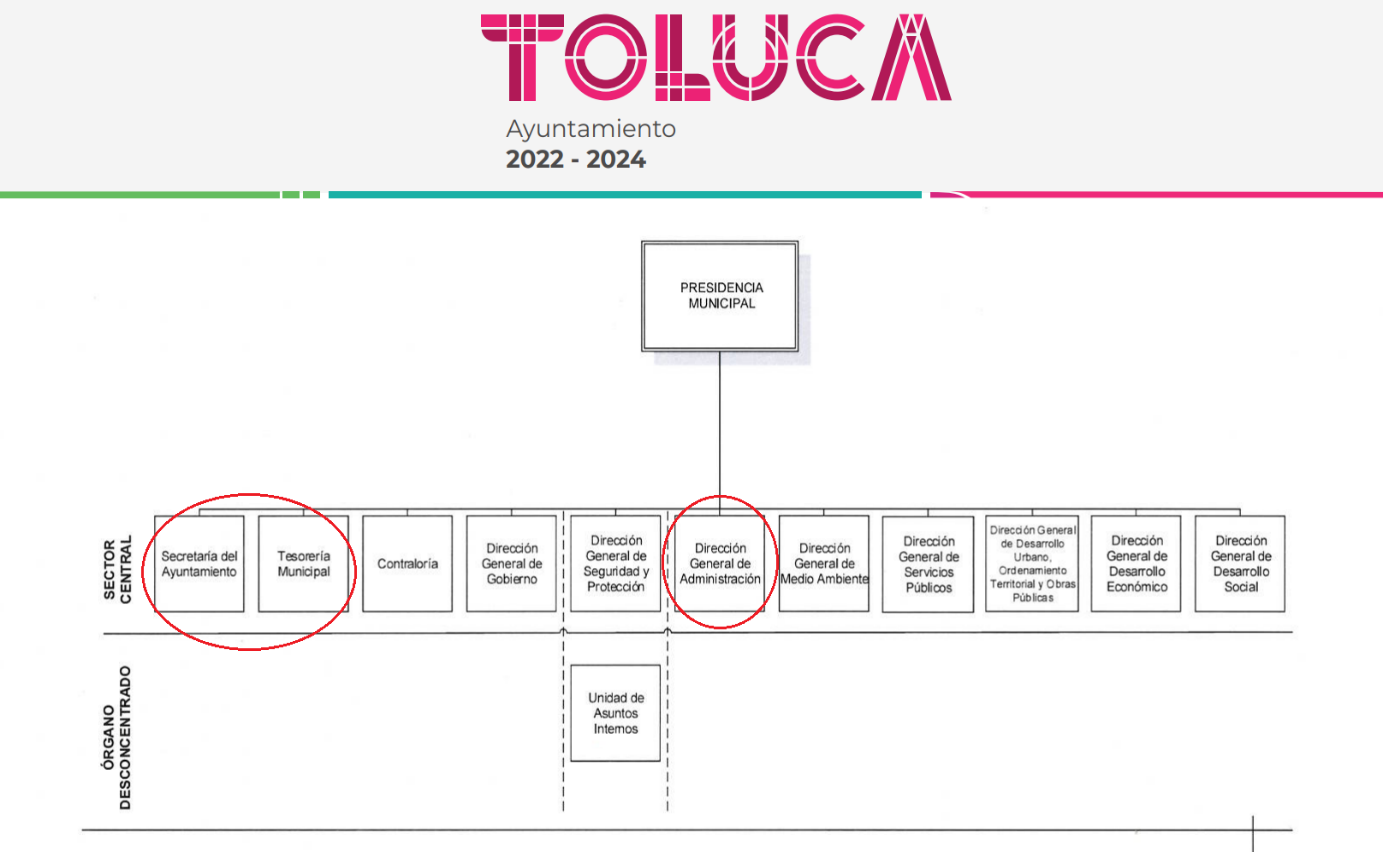 TOLUCA
Ayuntamiento
2022 - 2024
PRESIDENCIA
MUNICIPAL
SECTOR
CENTRAL
Secretaría del
Ayuntamiento
Tesorería
Municipal
Contraloría
Dirección
General de
Gobierno
Dirección
General de
Seguridad y
Protección
Dirección
General de
Administración
Dirección
General de
Medio Ambiente
Dirección
General de
Servicios
Públicos
Dirección General
de Desarrollo
Urbano,
Ordenamiento
Territorial y Obras
Públicas
Dirección
General de
Desarrollo
Económico
Dirección
General de
Desarrollo
Social
ÓRGANO
DESCONCENTRADO
Unidad de
Asuntos
Internos